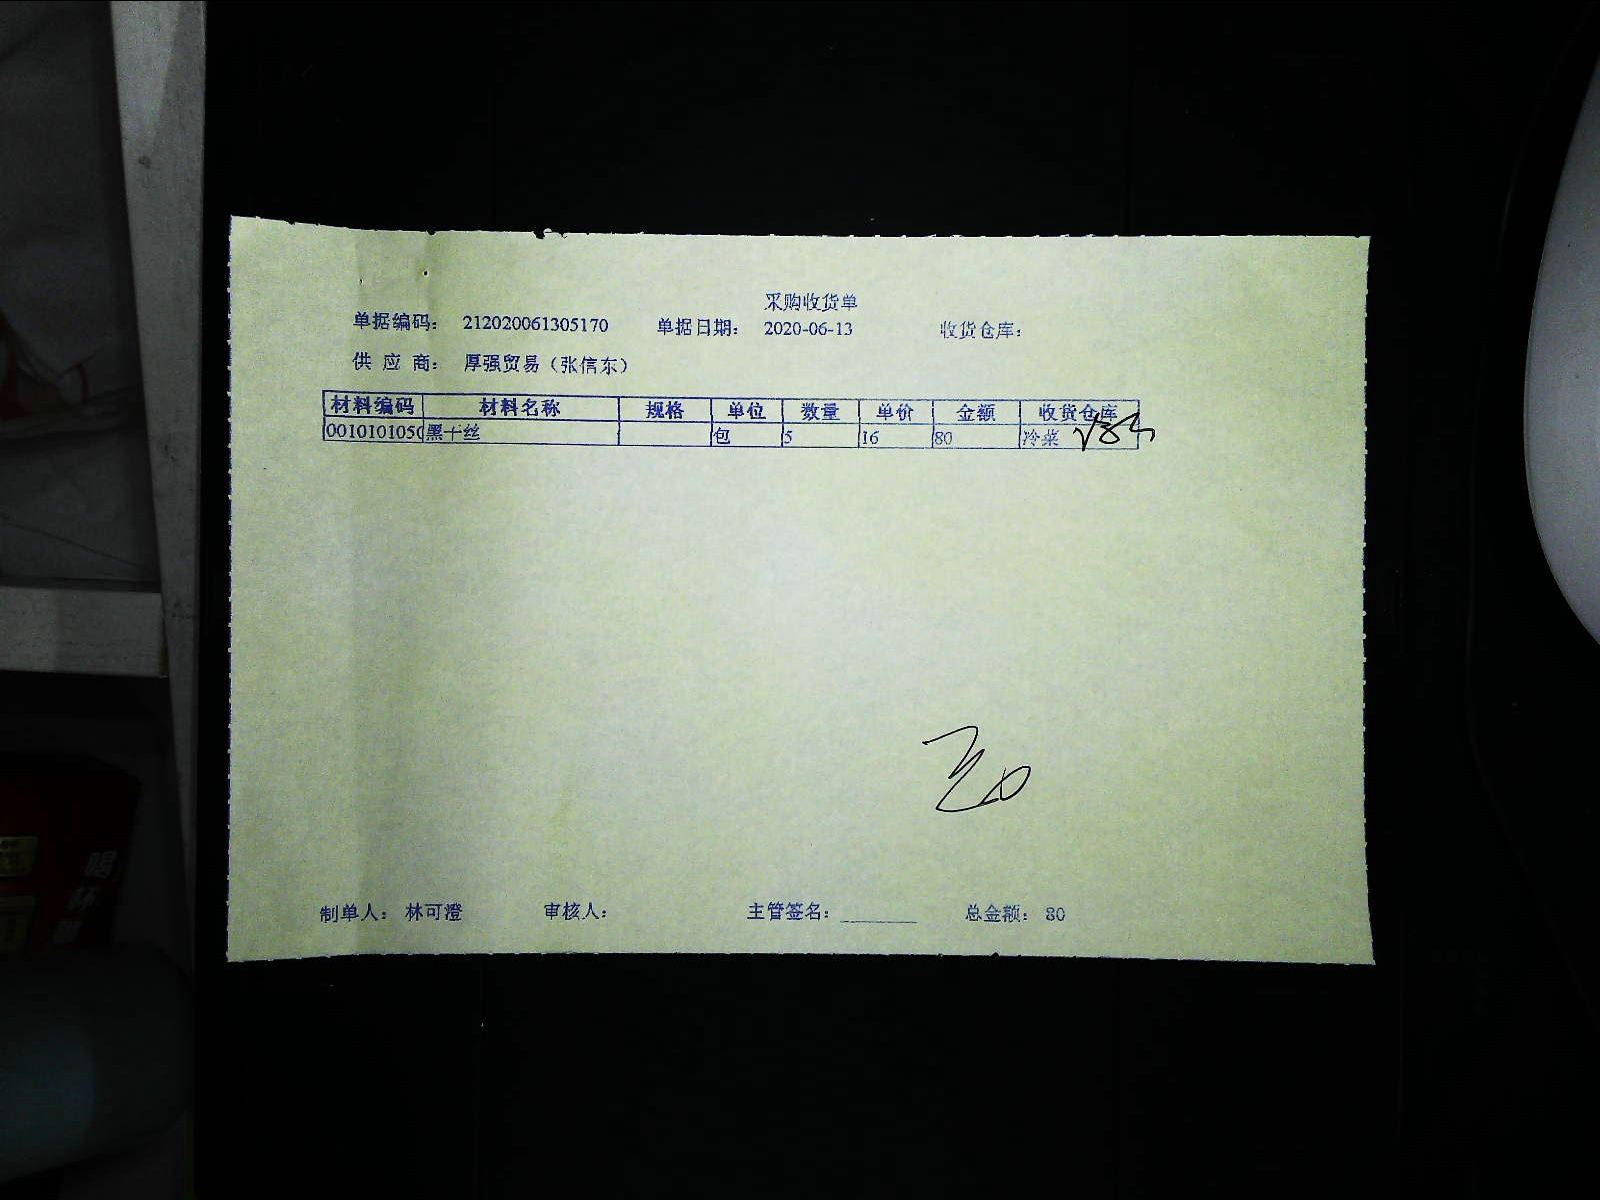 采购收货单
单据编码： 212020061305170 单据日期： 2020-06-13 收货仓库：
供 应 商： 厚强贸易（张信东）
材料编码 材料名称 规格 单位 数量 单价 金额 收货仓库
001010105 黑干丝 包 5 16 80 冷菜
制单人： 林可澄 审核人： 主管签名： 总金额： 80
喝杯